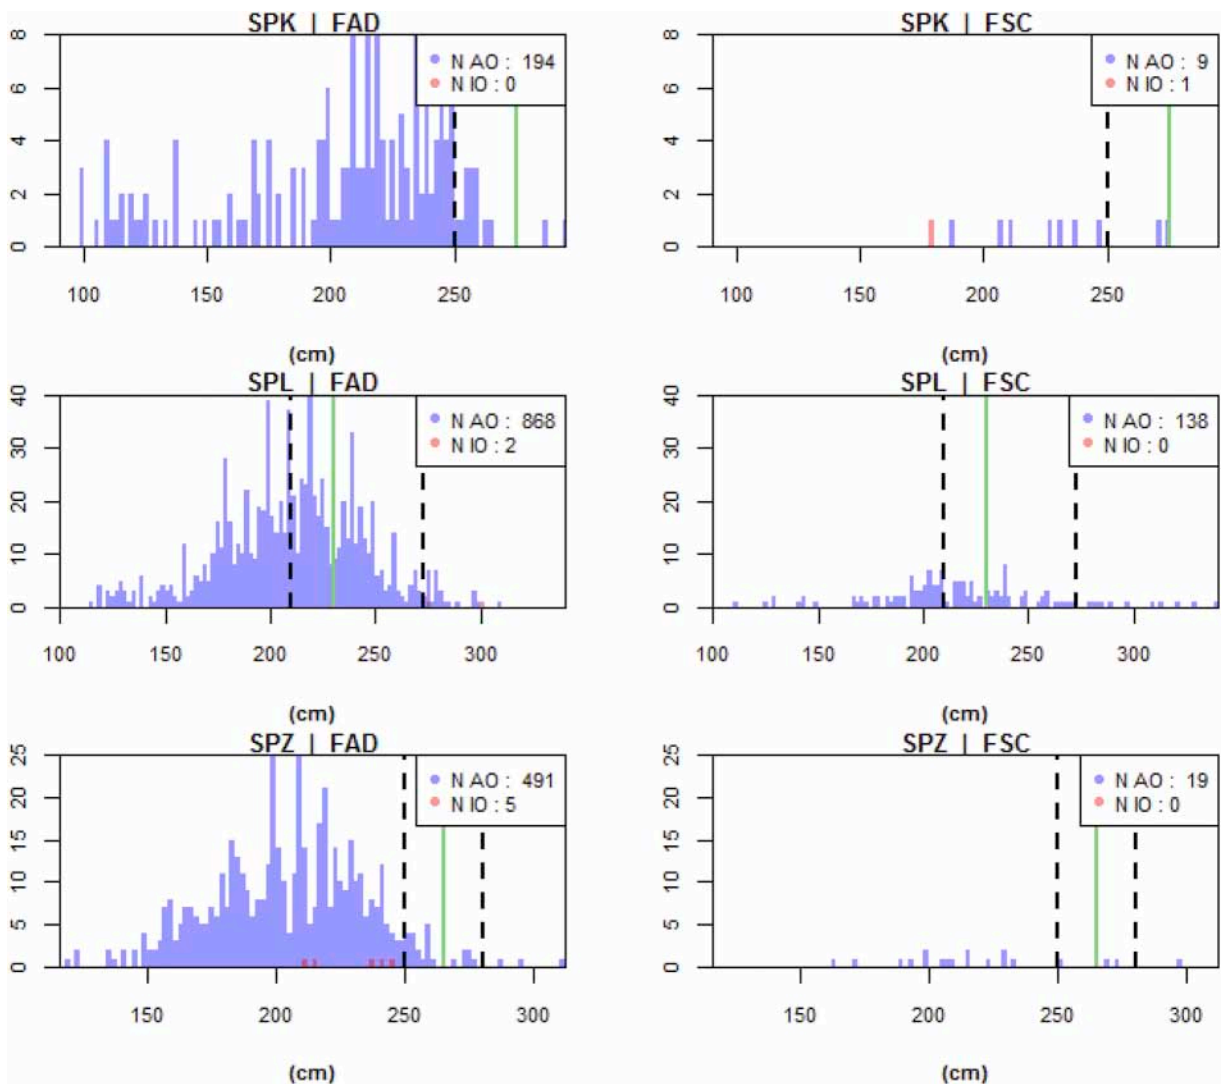 SPK | FAD
8
6
4
2
0
N AO : 194
N IO : 0
100 150 200 250
(cm)
SPK | FSC
8
6
4
2
0
N AO : 9
N IO : 1
100 150 200 250
(cm)
SPL | FAD
40
30
20
10
0
N AO : 868
N IO : 2
100 150 200 250 300
(cm)
SPL | FSC
40
30
20
10
0
N AO : 138
N IO : 0
100 150 200 250 300
(cm)
SPZ | FAD
25
20
15
10
5
0
N AO : 491
N IO : 5
150 200 250 300
(cm)
SPZ | FSC
25
20
15
10
5
0
N AO : 19
N IO : 0
150 200 250 300
(cm)